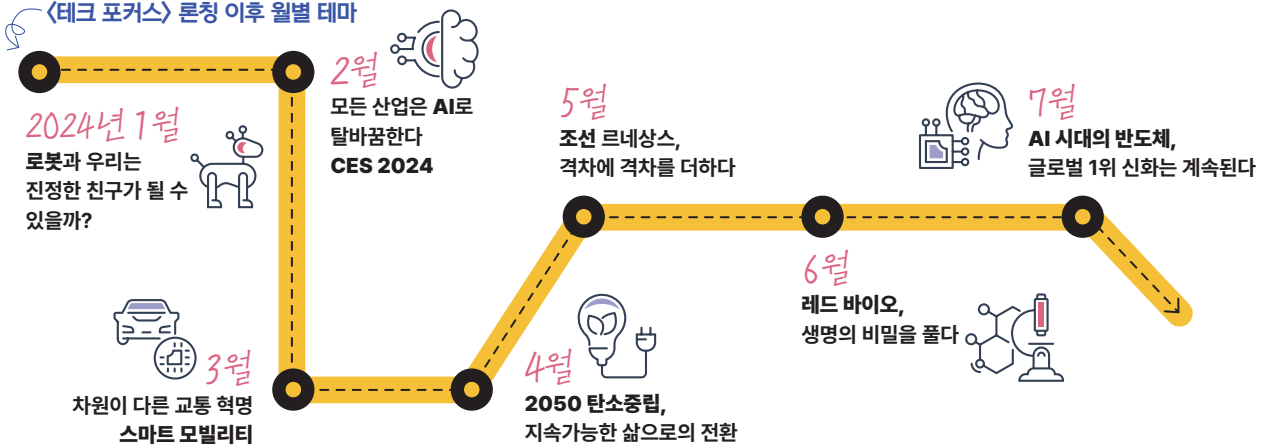 〈테크 포커스〉 론칭 이후 월별 테마
2024년 1월
로봇과 우리는
진정한 친구가 될 수
있을까?
2월
모든 산업은 AI로
탈바꿈한다
CES 2024
3월
차원이 다른 교통 혁명
스마트 모빌리티
4월
2050 탄소중립,
지속가능한 삶으로의 전환
5월
조선 르네상스,
격차에 격차를 더하다
6월
레드 바이오,
생명의 비밀을 풀다
7월
AI 시대의 반도체,
글로벌 1위 신화는 계속된다